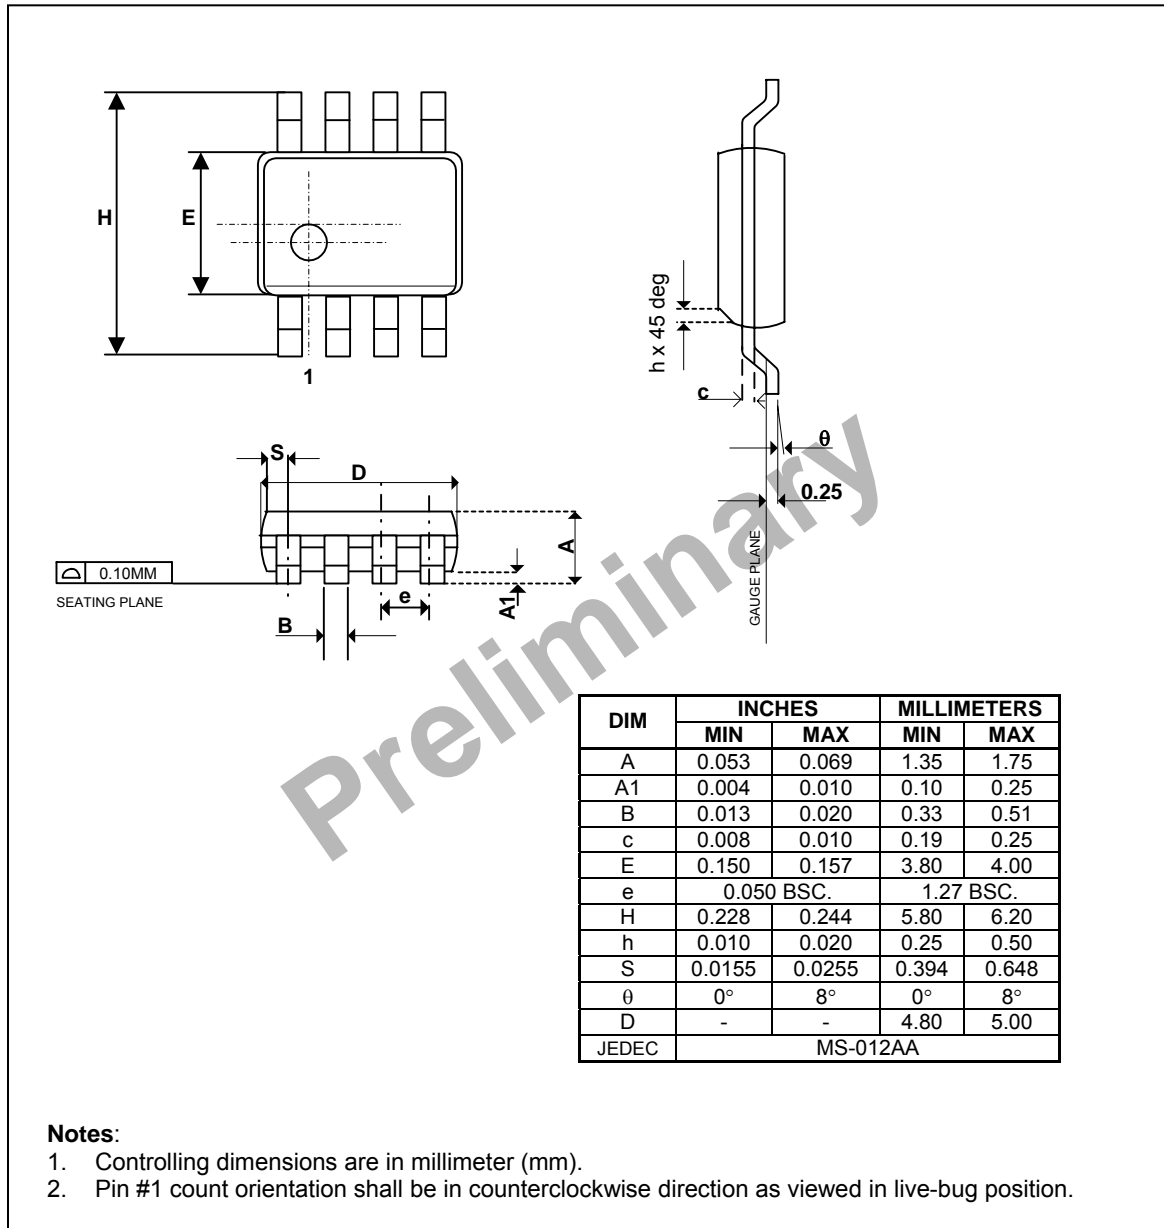 H
E
1
h x 45 deg
c
θ
0.25
GAUGE PLANE
S
D
A
A1
e
B
0.10MM
SEATING PLANE
Preliminary
DIM INCHES MILLIMETERS
MIN MAX MIN MAX
A 0.053 0.069 1.35 1.75
A1 0.004 0.010 0.10 0.25
B 0.013 0.020 0.33 0.51
c 0.008 0.010 0.19 0.25
E 0.150 0.157 3.80 4.00
e 0.050 BSC. 1.27 BSC.
H 0.228 0.244 5.80 6.20
h 0.010 0.020 0.25 0.50
S 0.0155 0.0255 0.394 0.648
θ 0° 8° 0° 8°
D - - 4.80 5.00
JEDEC MS-012AA
Notes:
1. Controlling dimensions are in millimeter (mm).
2. Pin #1 count orientation shall be in counterclockwise direction as viewed in live-bug position.